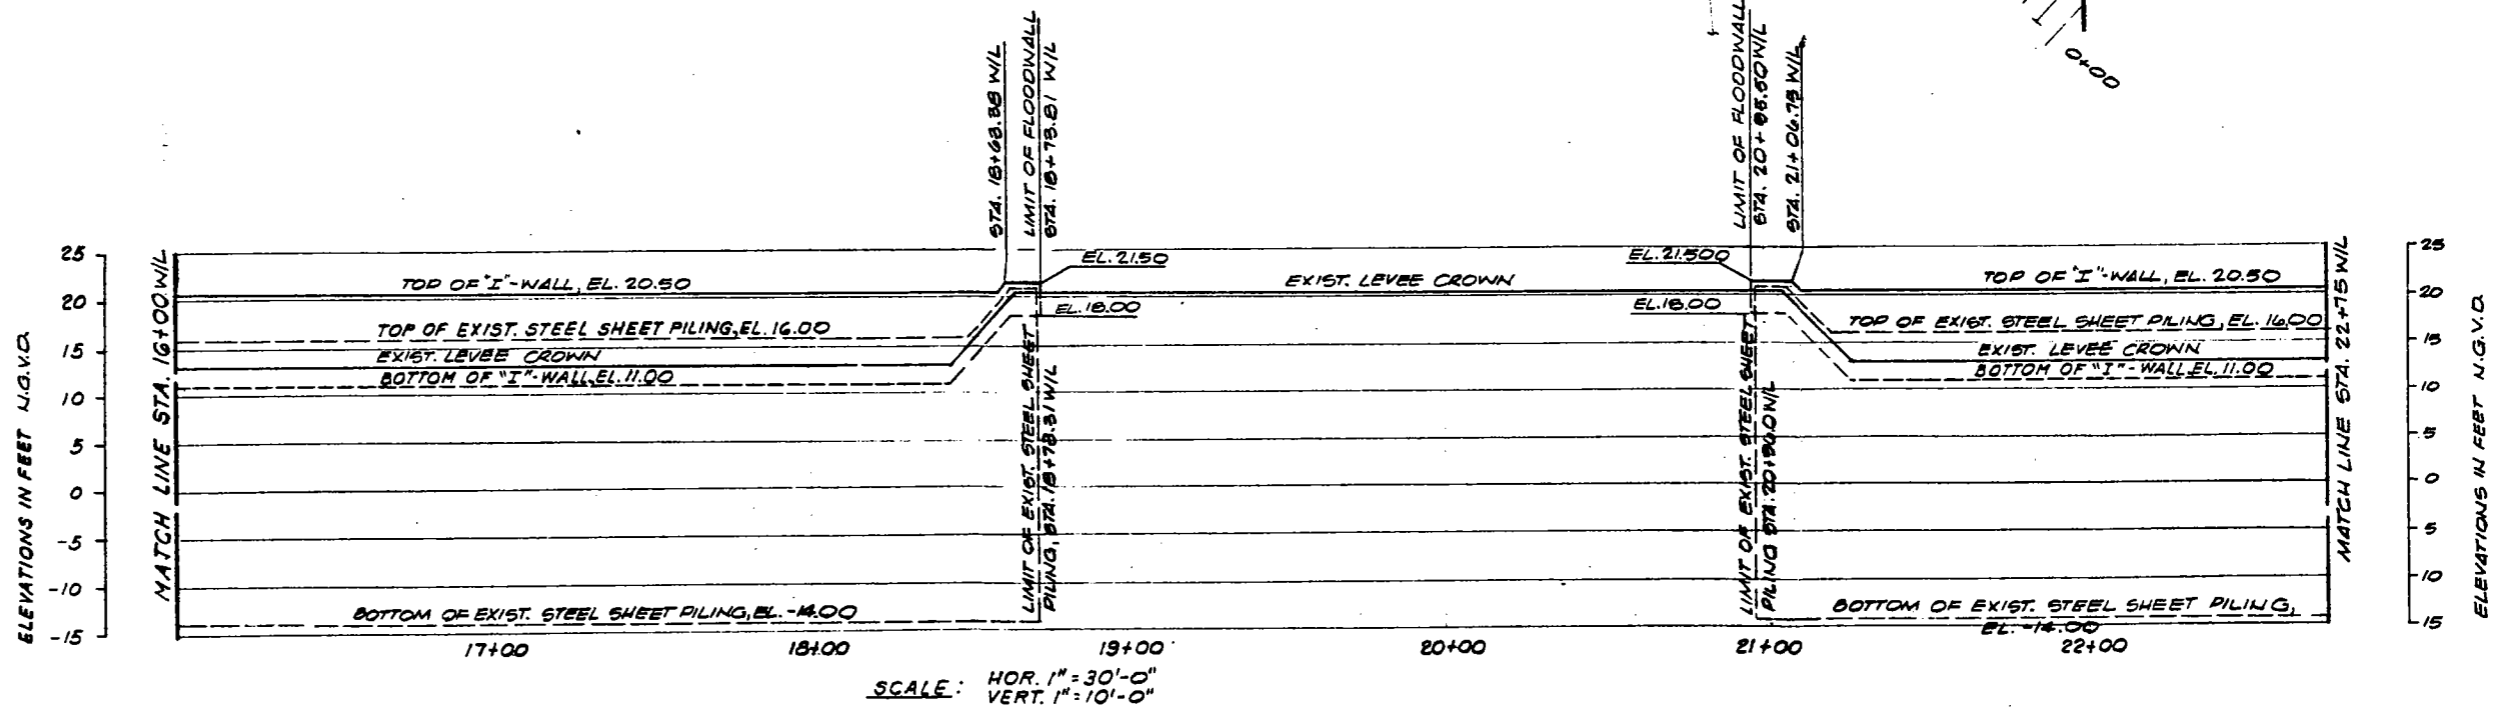 0+00
STA. 18+63.38 W/L
LIMIT OF FLOODWALL
STA. 18+73.81 W/L
LIMIT OF FLOODWALL
STA. 20+95.50 W/L
STA. 21+06.75 W/L
25
20
15
10
5
0
-5
-10
-15
ELEVATIONS IN FEET N.G.V.D.
MATCH LINE STA. 16+00 W/L
TOP OF "I"-WALL, EL. 20.50
TOP OF EXIST. STEEL SHEET PILING, EL. 16.00
EXIST. LEVEE CROWN
BOTTOM OF "I"-WALL, EL. 11.00
BOTTOM OF EXIST. STEEL SHEET PILING, EL. -14.00
EL. 21.50
EL. 18.00
LIMIT OF EXIST. STEEL SHEET
PILING, STA. 18+73.31 W/L
EXIST. LEVEE CROWN
EL. 21.500
EL. 18.00
LIMIT OF EXIST. STEEL SHEET
PILING STA. 20+96.0 W/L
TOP OF "I"-WALL, EL. 20.50
TOP OF EXIST. STEEL SHEET PILING, EL. 16.00
EXIST. LEVEE CROWN
BOTTOM OF "I"-WALL, EL. 11.00
BOTTOM OF EXIST. STEEL SHEET PILING,
EL. -14.00
MATCH LINE STA. 22+75 W/L
25
20
15
10
5
0
5
10
15
ELEVATIONS IN FEET N.G.V.D.
17+00
18+00
19+00
20+00
21+00
22+00
SCALE: HOR. 1" = 30'-0"
VERT. 1" = 10'-0"